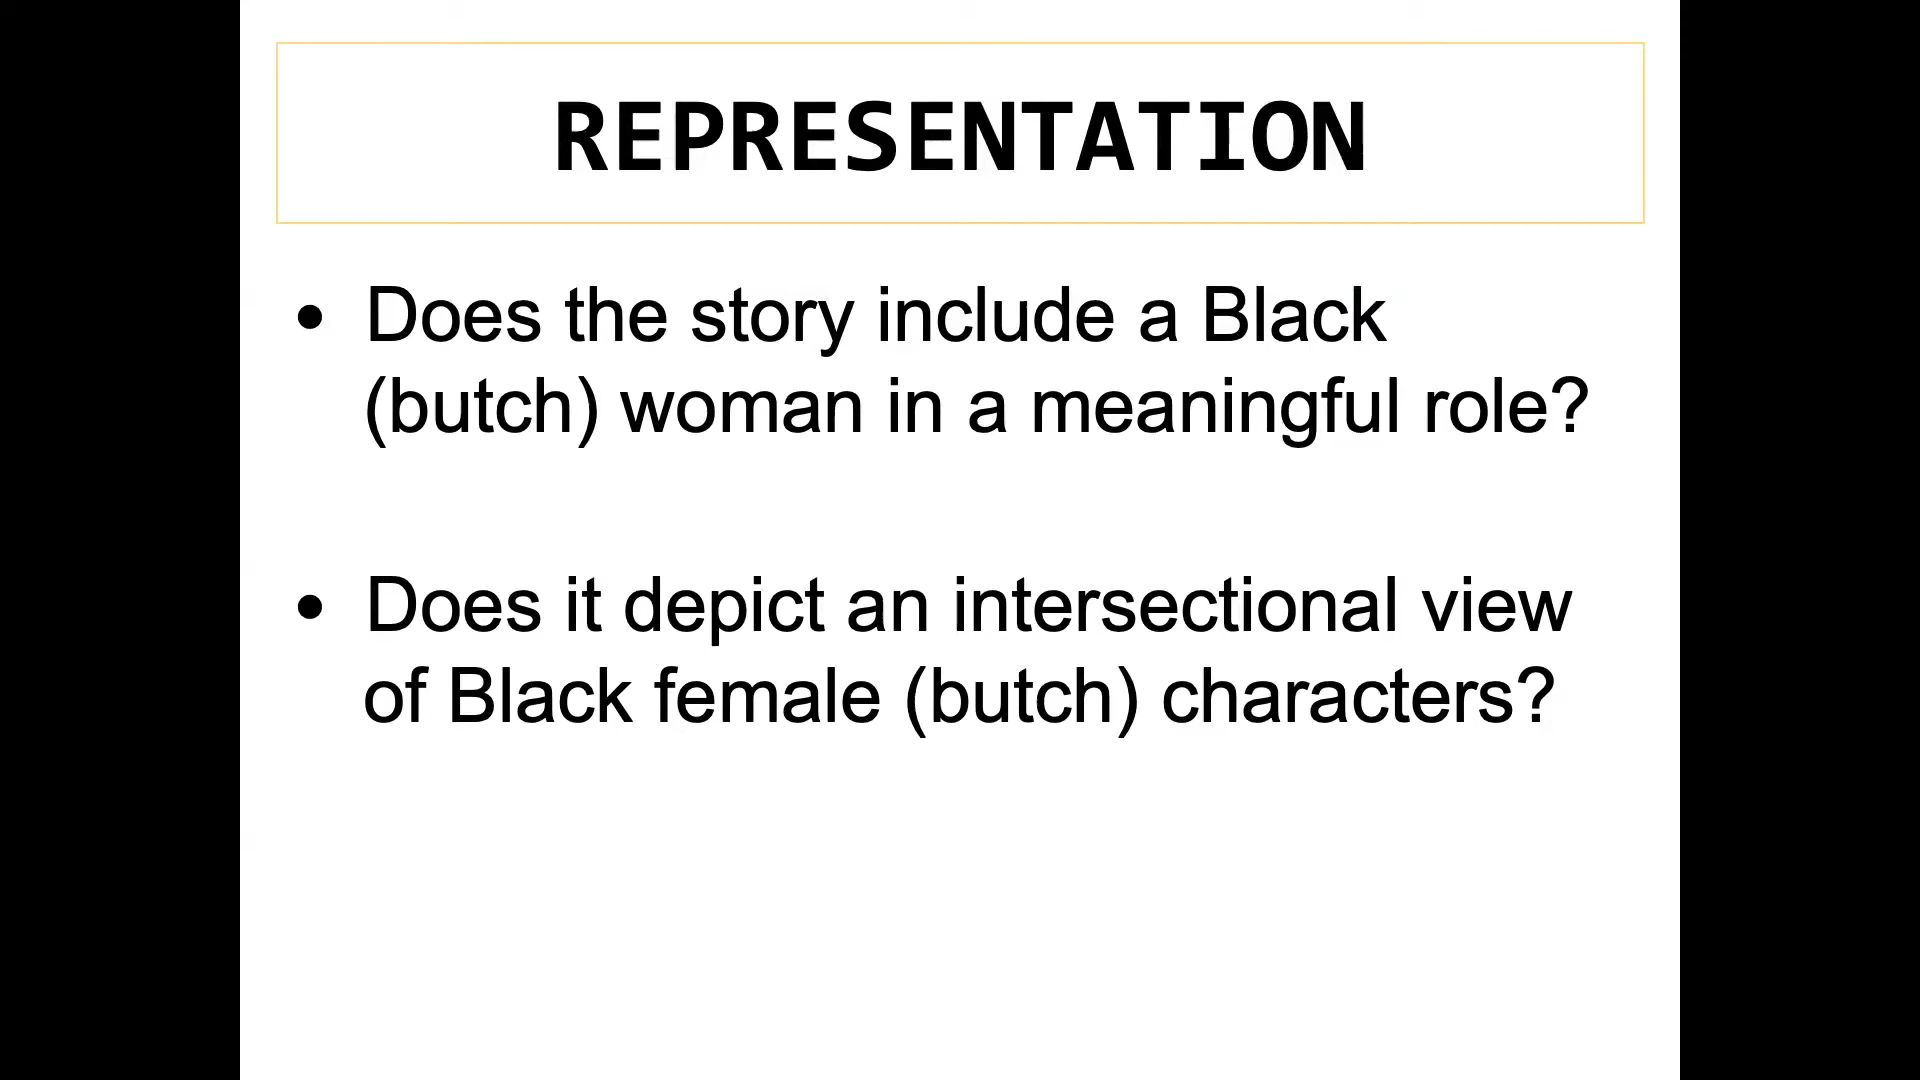 REPRESENTATION
• Does the story include a Black
(butch) woman in a meaningful role?
• Does it depict an intersectional view
of Black female (butch) characters?